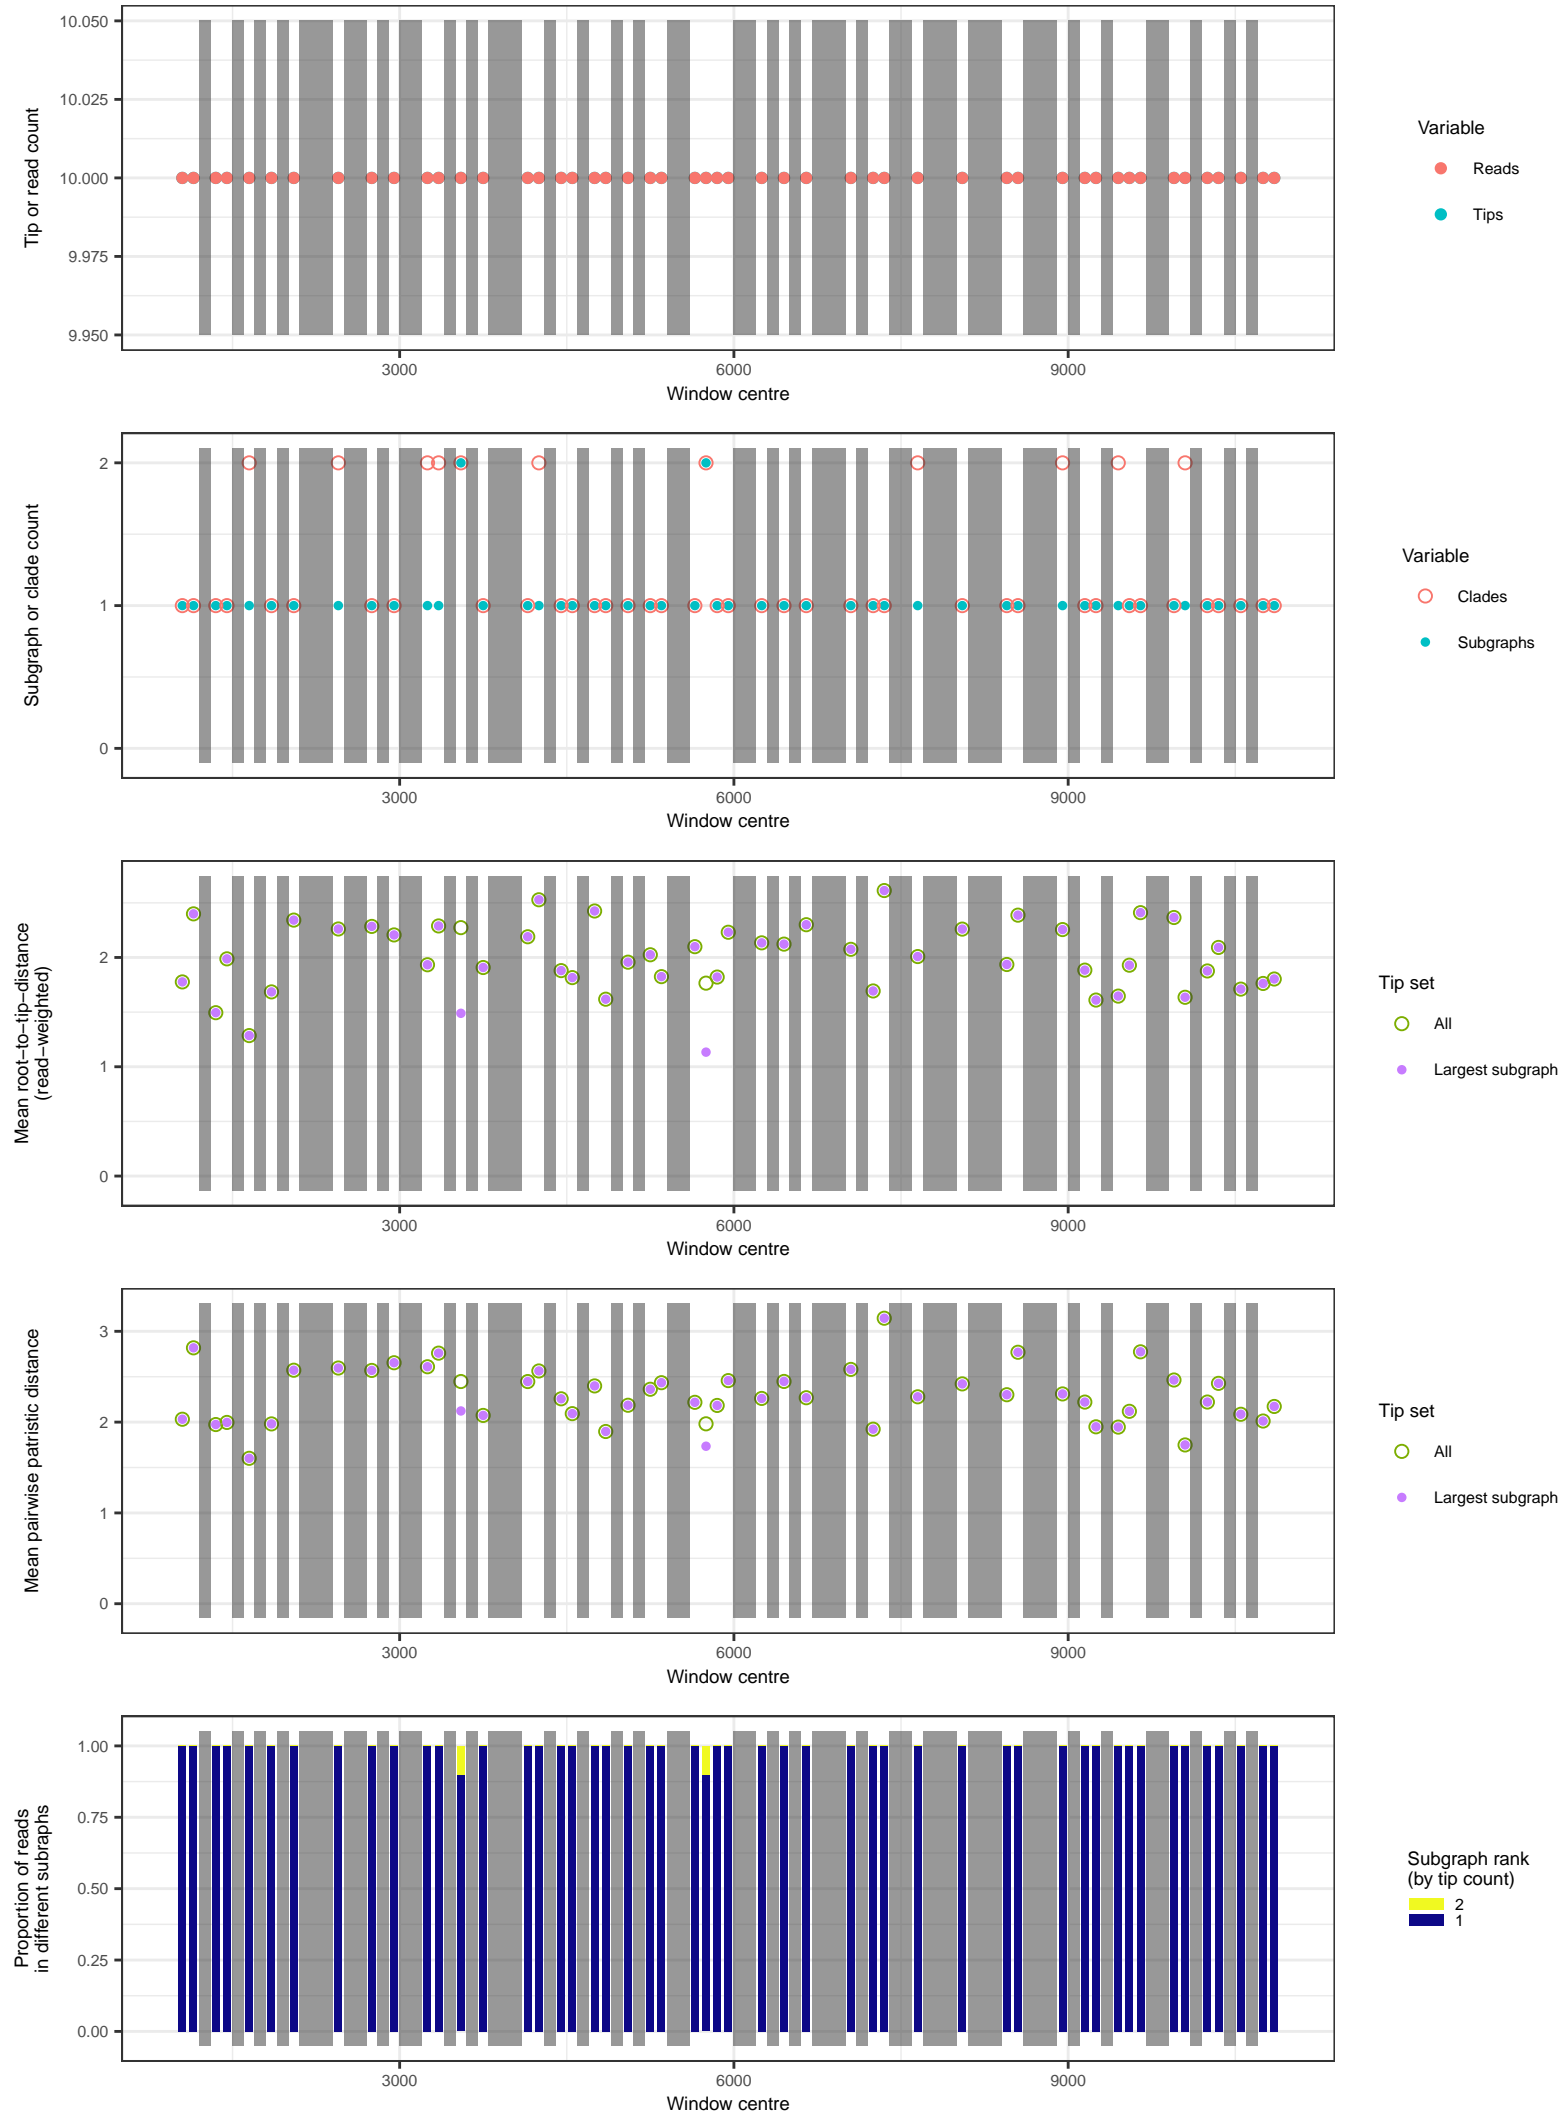 10.050
10.025
10.000
9.975
9.950
Tip or read count
3000 6000 9000
Window centre
Variable
Reads
Tips
2
1
0
Subgraph or clade count
3000 6000 9000
Window centre
Variable
Clades
Subgraphs
2
1
0
Mean root−to−tip−distance
(read−weighted)
3000 6000 9000
Window centre
Tip set
All
Largest subgraph
3
2
1
0
Mean pairwise patristic distance
3000 6000 9000
Window centre
Tip set
All
Largest subgraph
1.00
0.75
0.50
0.25
0.00
Proportion of reads
in different subraphs
3000 6000 9000
Window centre
Subgraph rank
(by tip count)
2
1